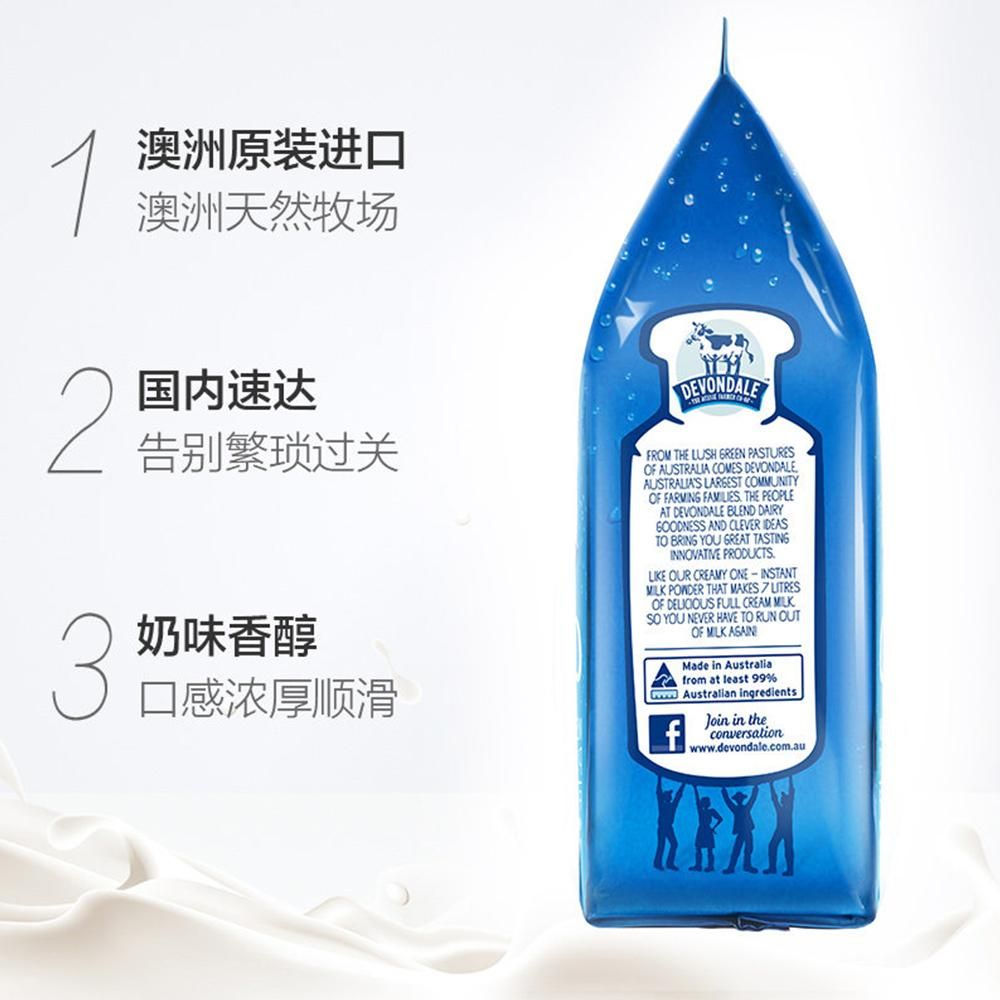 1
澳洲原装进口
澳洲天然牧场
2
国内速达
告别繁琐过关
3
奶味香醇
口感浓厚顺滑
DEVONDALE
THE AUSSIE FARMER CO-OP
FROM THE LUSH GREEN PASTURES
OF AUSTRALIA COMES DEVONDALE,
AUSTRALIA'S LARGEST COMMUNITY
OF FARMING FAMILIES. THE PEOPLE
AT DEVONDALE BLEND DAIRY
GOODNESS AND CLEVER IDEAS
TO BRING YOU GREAT TASTING
INNOVATIVE PRODUCTS.
LIKE OUR CREAMY ONE – INSTANT
MILK POWDER THAT MAKES 7 LITRES
OF DELICIOUS FULL CREAM MILK.
SO YOU NEVER HAVE TO RUN OUT
OF MILK AGAIN!
Made in Australia
from at least 99%
Australian ingredients
f
Join in the
conversation
www.devondale.com.au